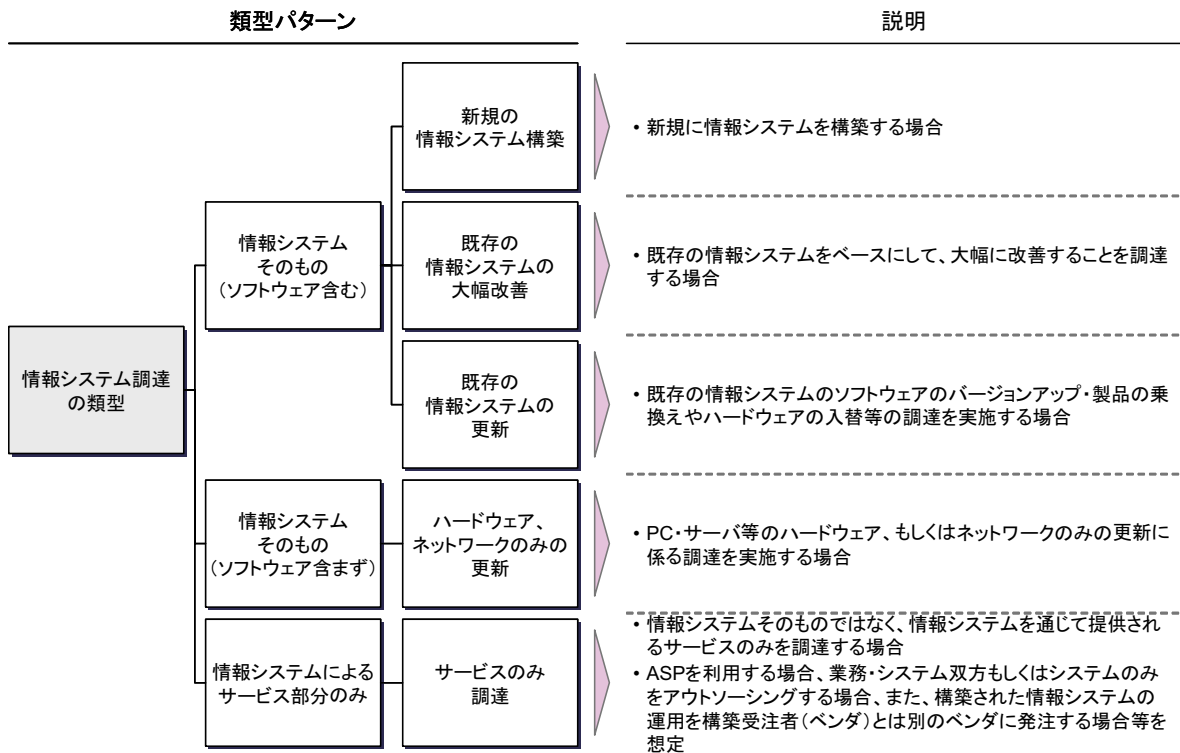 類型パターン
説明
情報システム調達
の類型
情報システム
そのもの
（ソフトウェア含む）
新規の
情報システム構築
・新規に情報システムを構築する場合
既存の
情報システムの
大幅改善
・既存の情報システムをベースにして、大幅に改善することを調達
する場合
既存の
情報システムの
更新
・既存の情報システムのソフトウェアのバージョンアップ・製品の乗
換えやハードウェアの入替等の調達を実施する場合
情報システム
そのもの
（ソフトウェア含まず）
ハードウェア、
ネットワークのみの
更新
・PC・サーバ等のハードウェア、もしくはネットワークのみの更新に
係る調達を実施する場合
情報システムによる
サービス部分のみ
サービスのみ
調達
・情報システムそのものではなく、情報システムを通じて提供され
るサービスのみを調達する場合
・ASPを利用する場合、業務・システム双方もしくはシステムのみ
をアウトソーシングする場合、また、構築された情報システムの
運用を構築受注者（ベンダ）とは別のベンダに発注する場合等を
想定